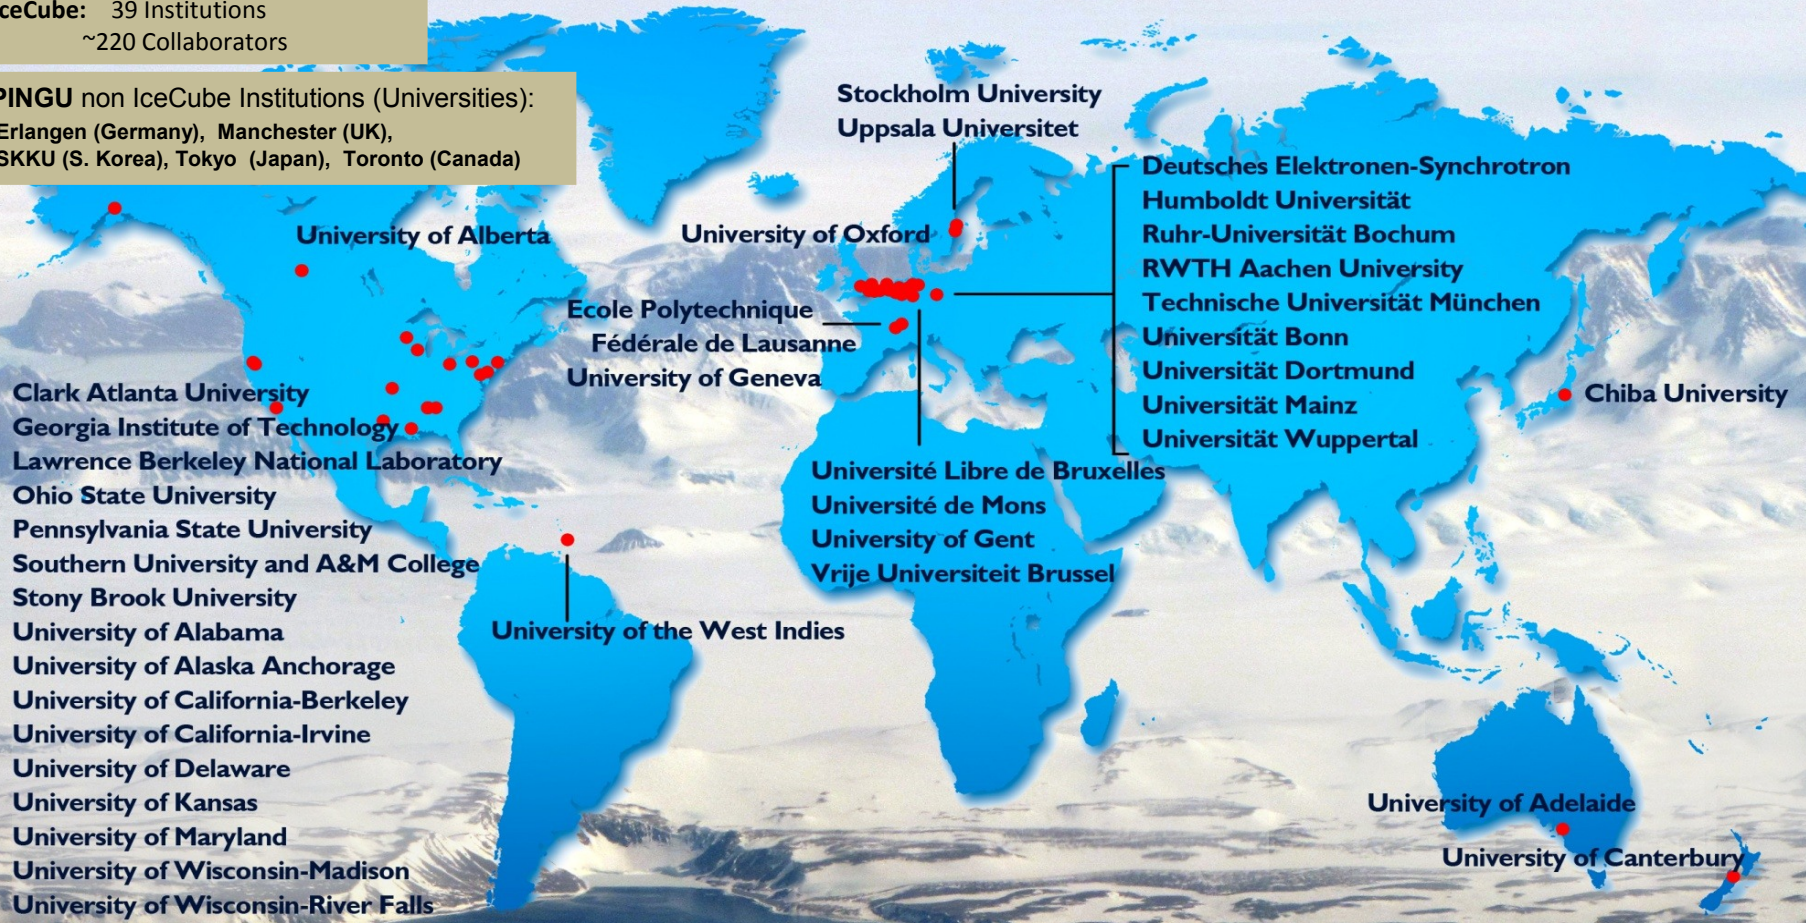 ceCube: 39 Institutions
~220 Collaborators
PINGU non IceCube Institutions (Universities):
Erlangen (Germany), Manchester (UK),
SKKU (S. Korea), Tokyo (Japan), Toronto (Canada)
Stockholm University
Uppsala Universitet
University of Alberta
University of Oxford
Ecole Polytechnique
Fédérale de Lausanne
University of Geneva
Deutsches Elektronen-Synchrotron
Humboldt Universität
Ruhr-Universität Bochum
RWTH Aachen University
Technische Universität München
Universität Bonn
Universität Dortmund
Universität Mainz
Universität Wuppertal
Chiba University
Clark Atlanta University
Georgia Institute of Technology
Lawrence Berkeley National Laboratory
Ohio State University
Pennsylvania State University
Southern University and A&M College
Stony Brook University
University of Alabama
University of Alaska Anchorage
University of California-Berkeley
University of California-Irvine
University of Delaware
University of Kansas
University of Maryland
University of Wisconsin-Madison
University of Wisconsin-River Falls
Université Libre de Bruxelles
Université de Mons
University of Gent
Vrije Universiteit Brussel
University of the West Indies
University of Adelaide
University of Canterbury